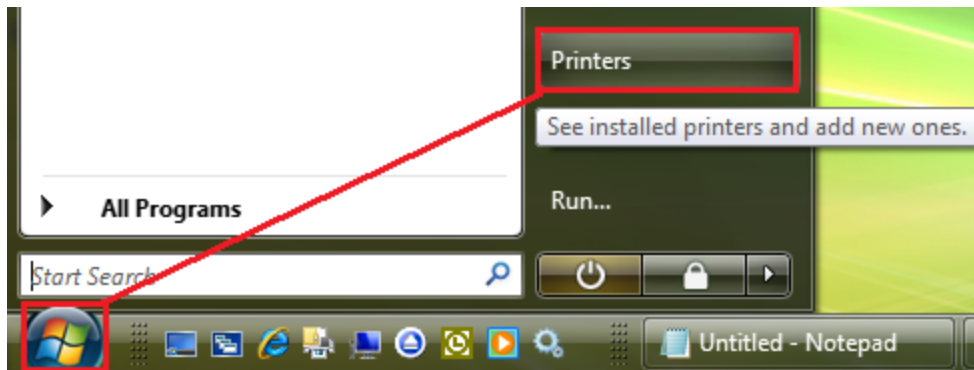 Printers
See installed printers and add new ones.
All Programs
Run...
Start Search
Untitled - Notepad